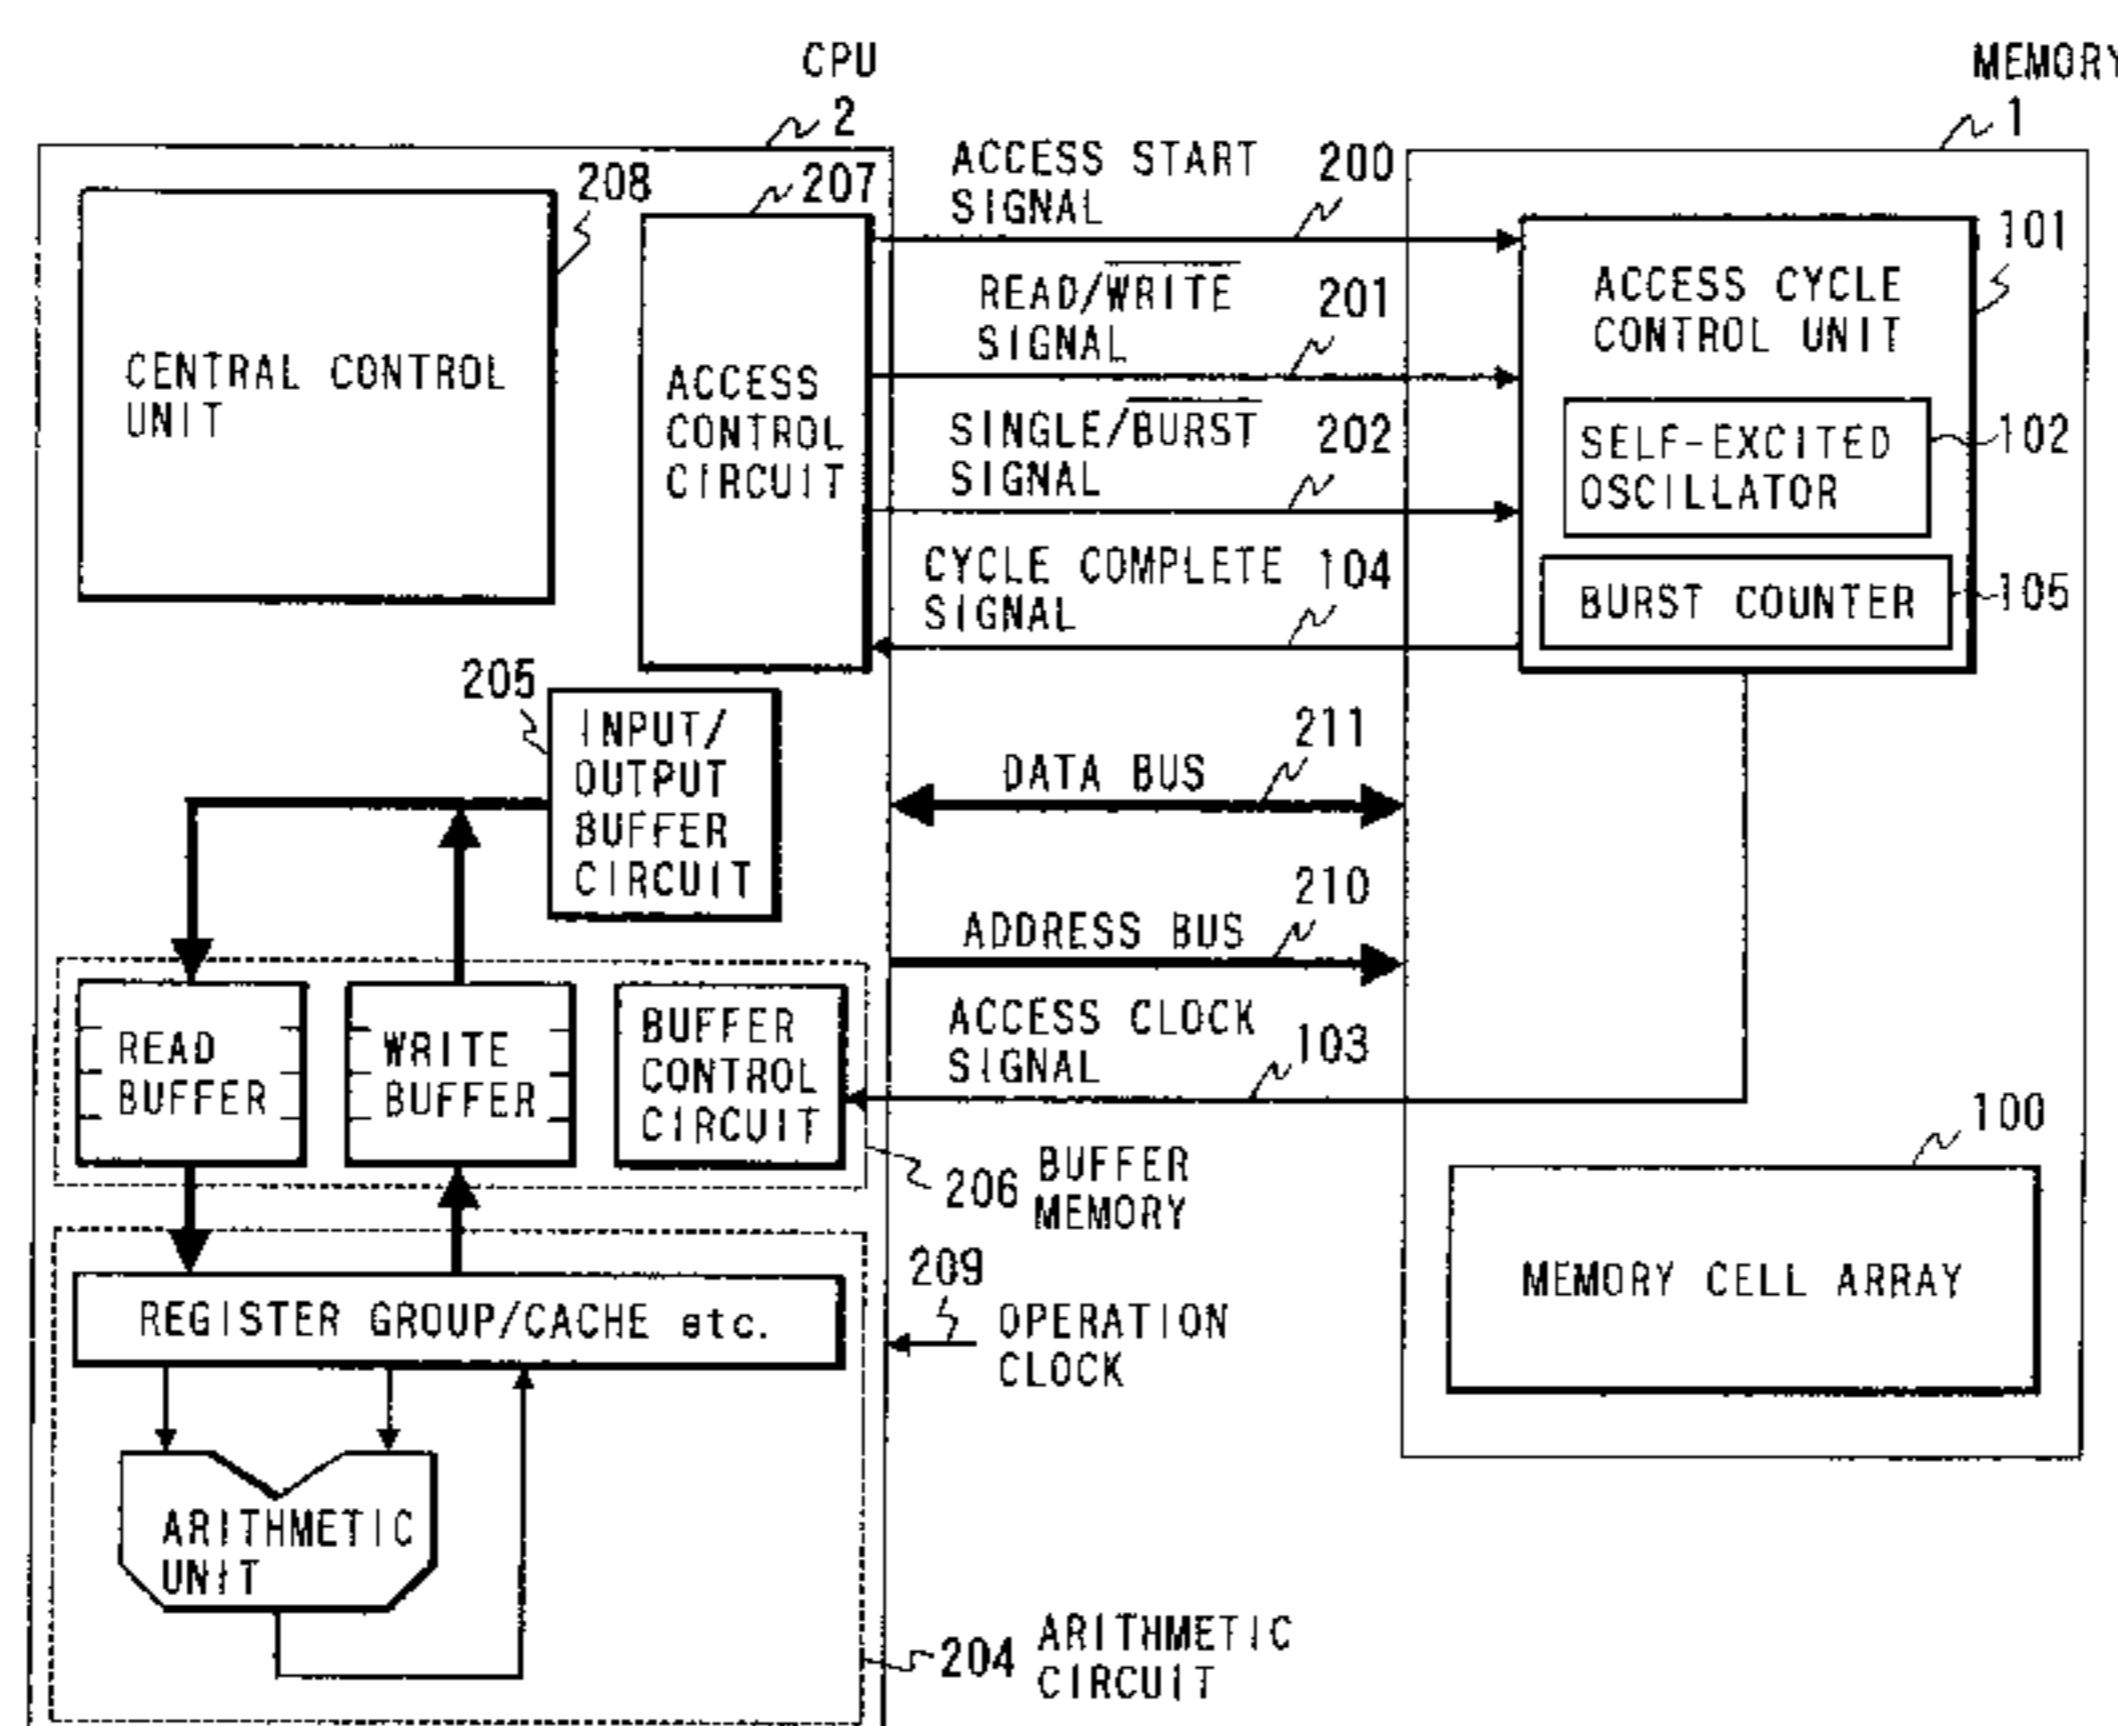 CPU
2
MEMORY
1
208
207
CENTRAL CONTROL
UNIT
ACCESS
CONTROL
CIRCUIT
ACCESS START
SIGNAL
200
READ/WRITE
SIGNAL
201
SINGLE/BURST
SIGNAL
202
CYCLE COMPLETE
SIGNAL
104
101
ACCESS CYCLE
CONTROL UNIT
SELF-EXCITED
OSCILLATOR
102
BURST COUNTER
105
205
INPUT/
OUTPUT
BUFFER
CIRCUIT
DATA BUS
211
ADDRESS BUS
210
READ
BUFFER
WRITE
BUFFER
BUFFER
CONTROL
CIRCUIT
ACCESS CLOCK
SIGNAL
103
206
BUFFER
MEMORY
100
MEMORY CELL ARRAY
REGISTER GROUP/CACHE etc.
209
OPERATION
CLOCK
ARITHMETIC
UNIT
204
ARITHMETIC
CIRCUIT